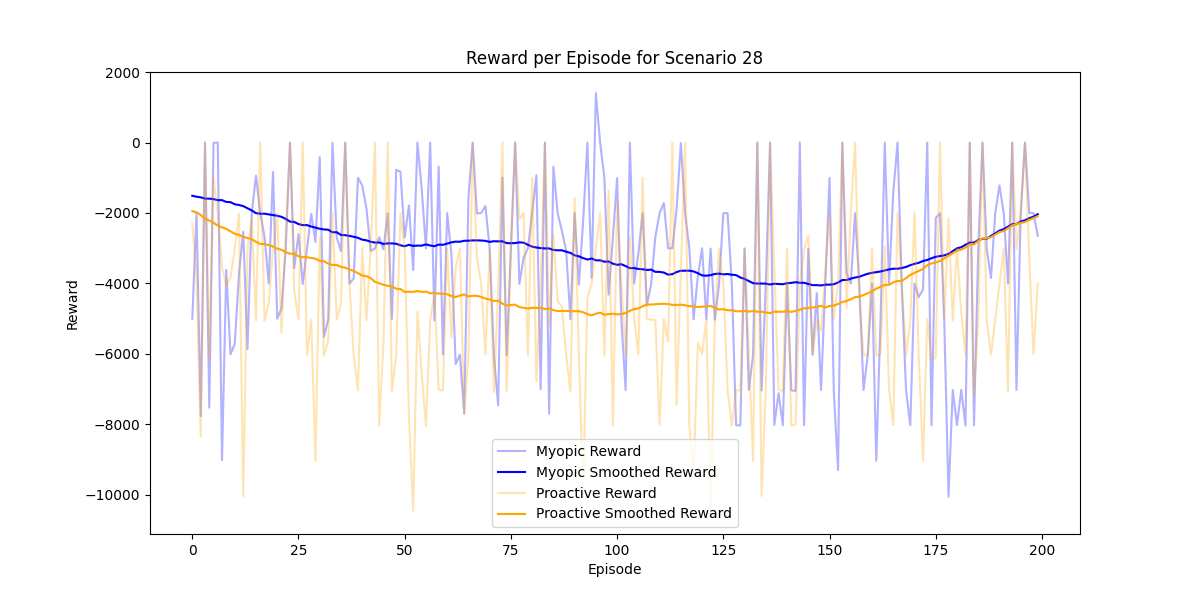 Reward per Episode for Scenario 28
2000
0
−2000
−4000
−6000
−8000
−10000
Reward
Myopic Reward
Myopic Smoothed Reward
Proactive Reward
Proactive Smoothed Reward
0 25 50 75 100 125 150 175 200
Episode